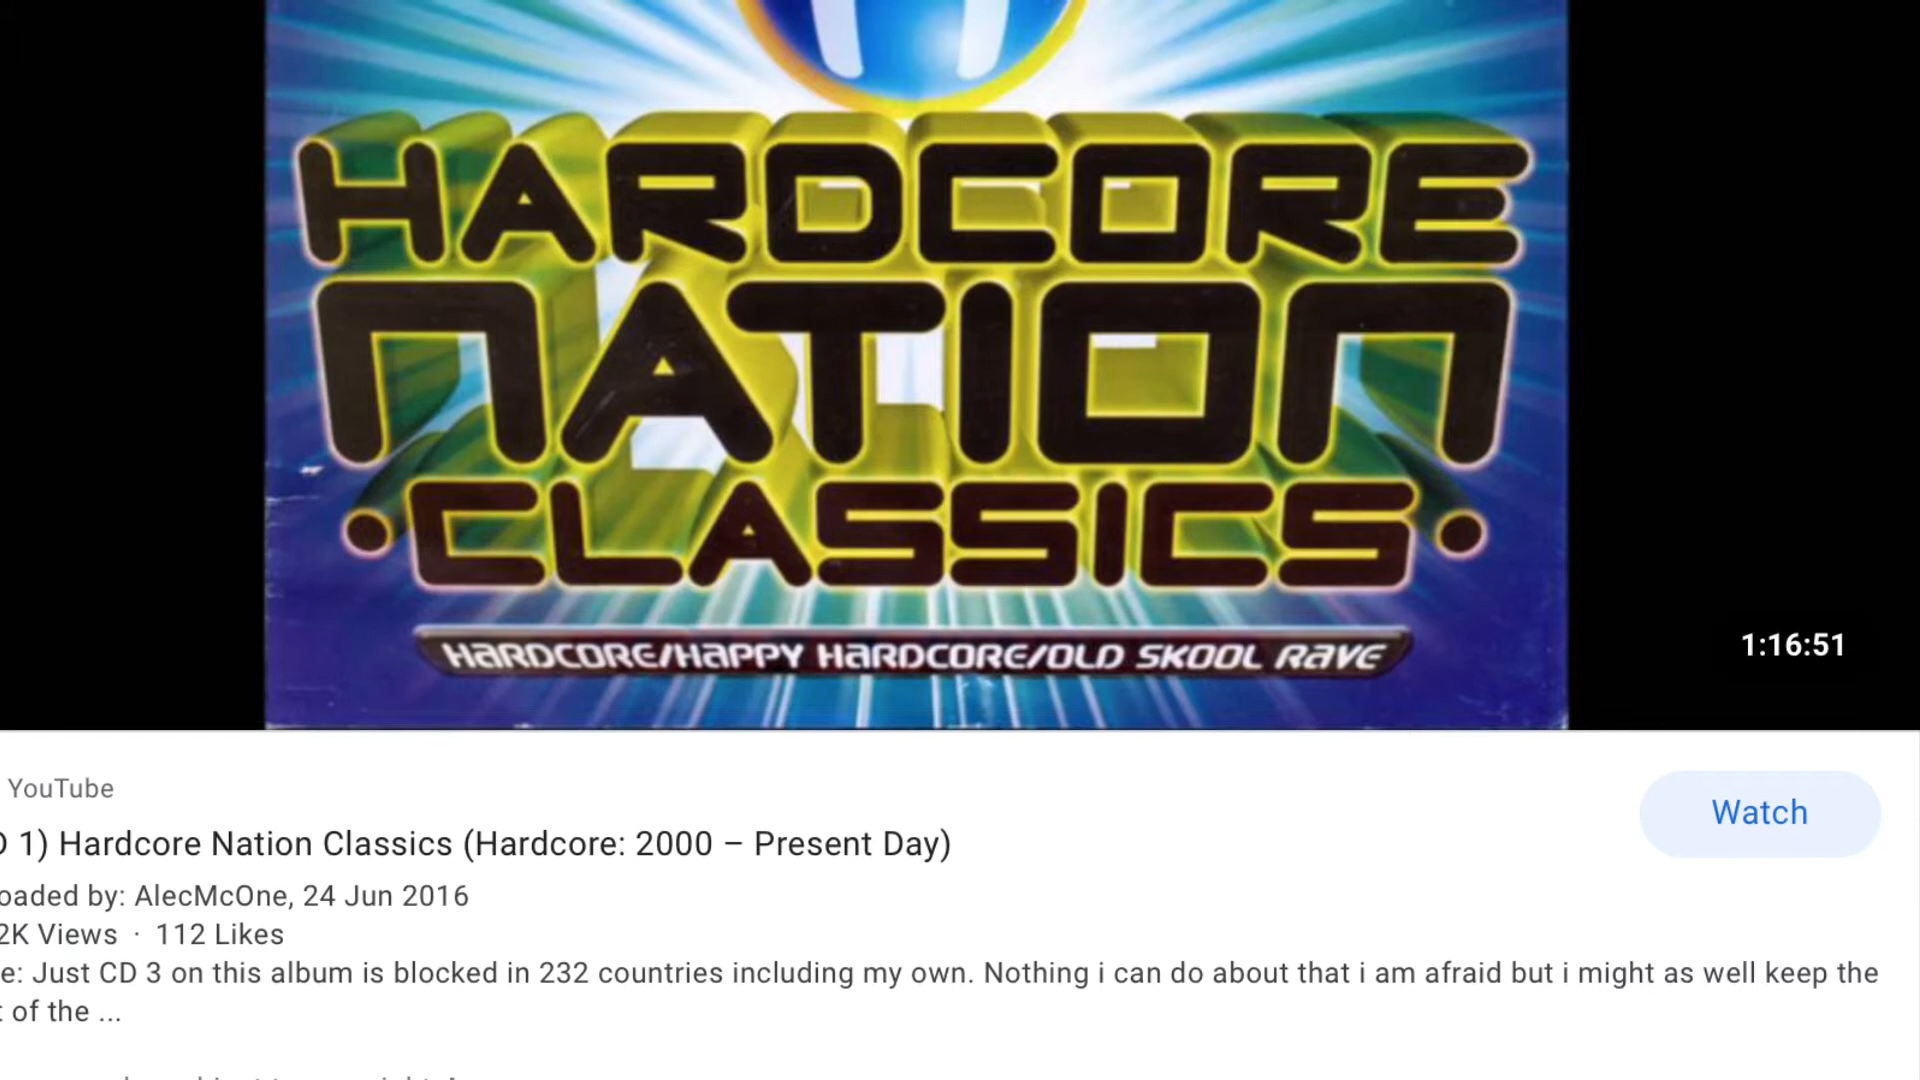 HARDCORE
NATION
•CLASSICS•
HARDCORE/HAPPY HARDCORE/OLD SKOOL RAVE
1:16:51
YouTube
Watch
1) Hardcore Nation Classics (Hardcore: 2000 – Present Day)
by: AlecMcOne, 24 Jun 2016
2K Views · 112 Likes
e: Just CD 3 on this album is blocked in 232 countries including my own. Nothing i can do about that i am afraid but i might as well keep the
of the ...